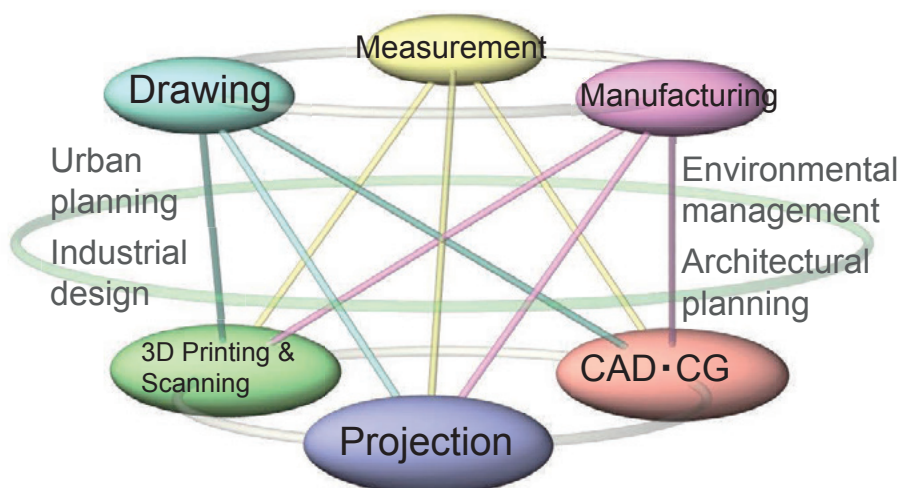 Measurement
Drawing
Manufacturing
Urban
planning
Industrial
design
Environmental
management
Architectural
planning
3D Printing &
Scanning
CAD・CG
Projection